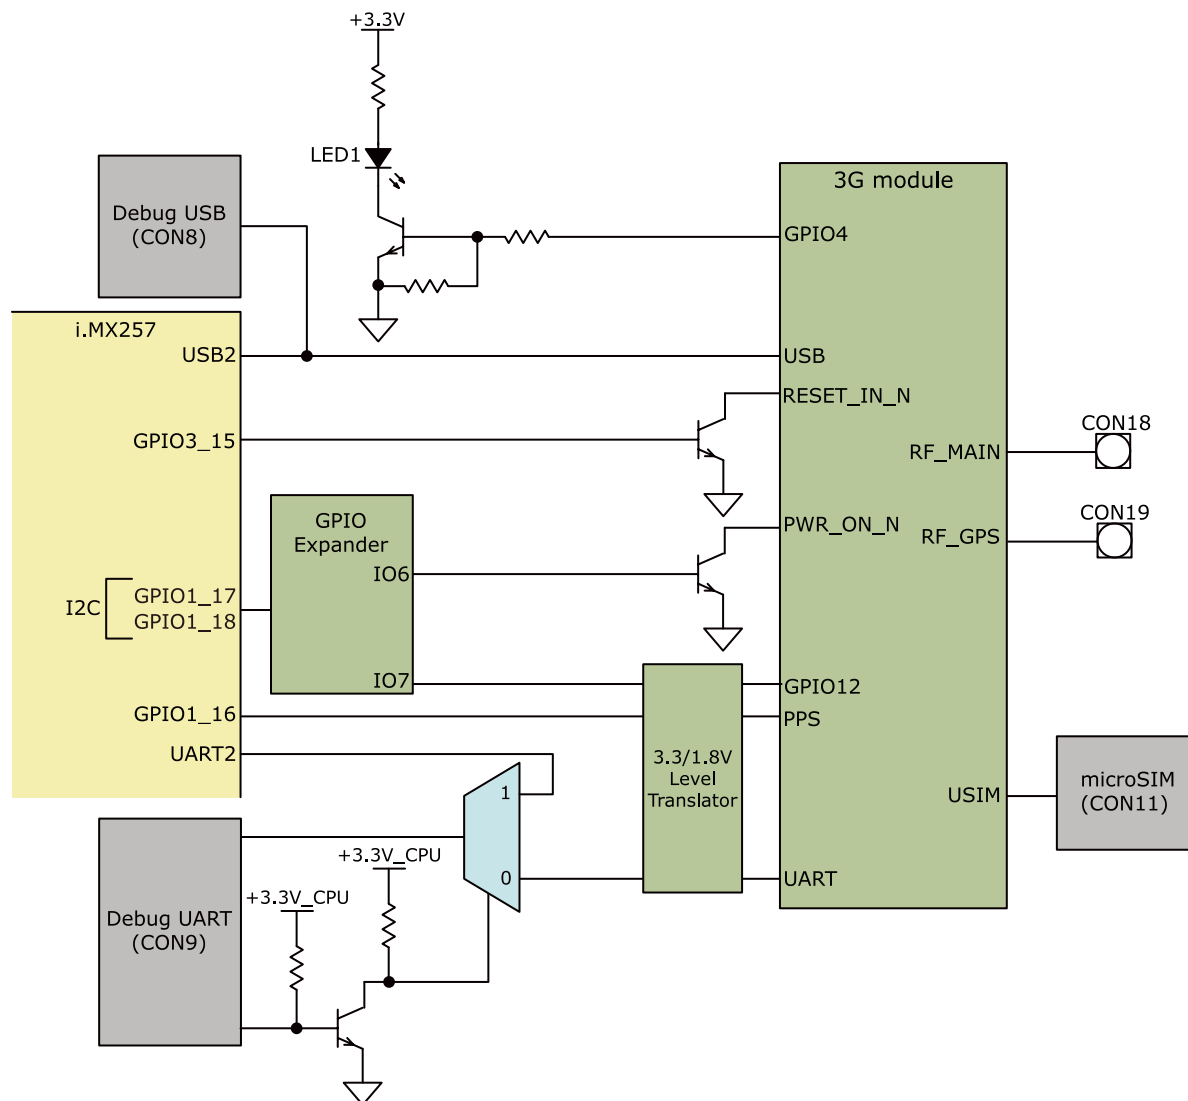 +3.3V
LED1
Debug USB
(CON8)
3G module
GPIO4
i.MX257
USB2
USB
RESET_IN_N
GPIO3_15
CON18
RF_MAIN
GPIO
Expander
PWR_ON_N
CON19
RF_GPS
IO6
I2C
GPIO1_17
GPIO1_18
IO7
GPIO12
GPIO1_16
PPS
UART2
3.3/1.8V
Level
Translator
1
microSIM
(CON11)
USIM
+3.3V_CPU
0
UART
+3.3V_CPU
Debug UART
(CON9)